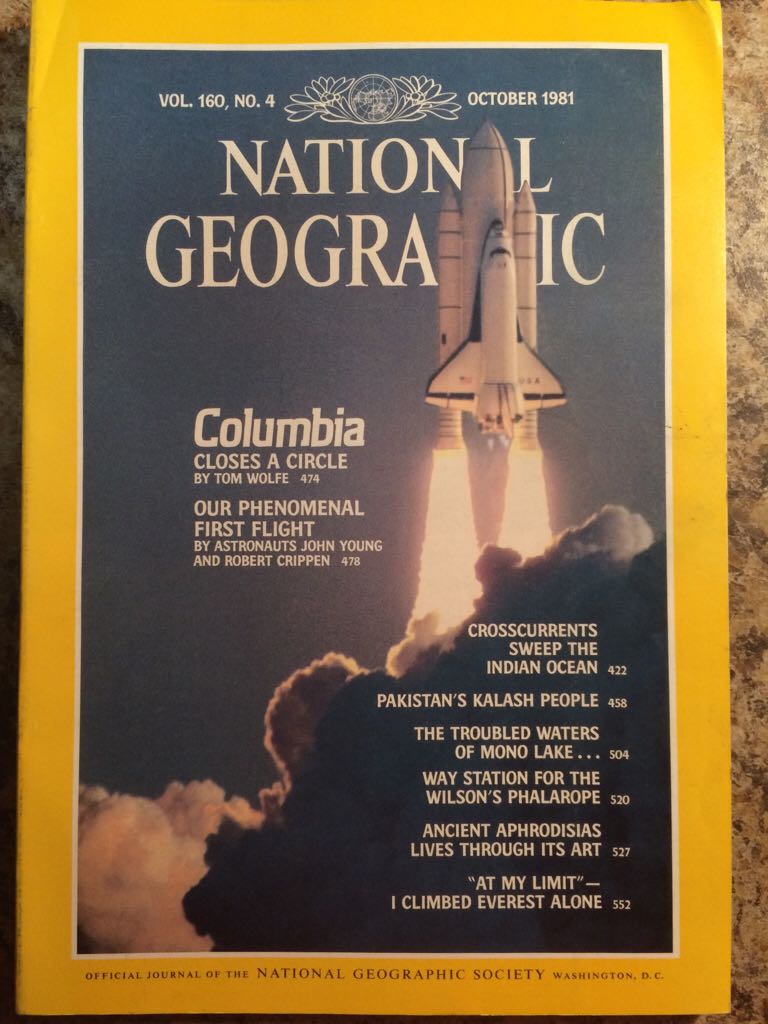 VOL. 160, NO. 4
OCTOBER 1981
NATION L
GEOGRA IC
USA
Columbia
CLOSES A CIRCLE
BY TOM WOLFE 474
OUR PHENOMENAL
FIRST FLIGHT
BY ASTRONAUTS JOHN YOUNG
AND ROBERT CRIPPEN 478
CROSSCURRENTS
SWEEP THE
INDIAN OCEAN 422
PAKISTAN'S KALASH PEOPLE 458
THE TROUBLED WATERS
OF MONO LAKE... 504
WAY STATION FOR THE
WILSON'S PHALAROPE 520
ANCIENT APHRODISIAS
LIVES THROUGH ITS ART 527
"AT MY LIMIT"—
I CLIMBED EVEREST ALONE 552
OFFICIAL JOURNAL OF THE NATIONAL GEOGRAPHIC SOCIETY WASHINGTON, D.C.